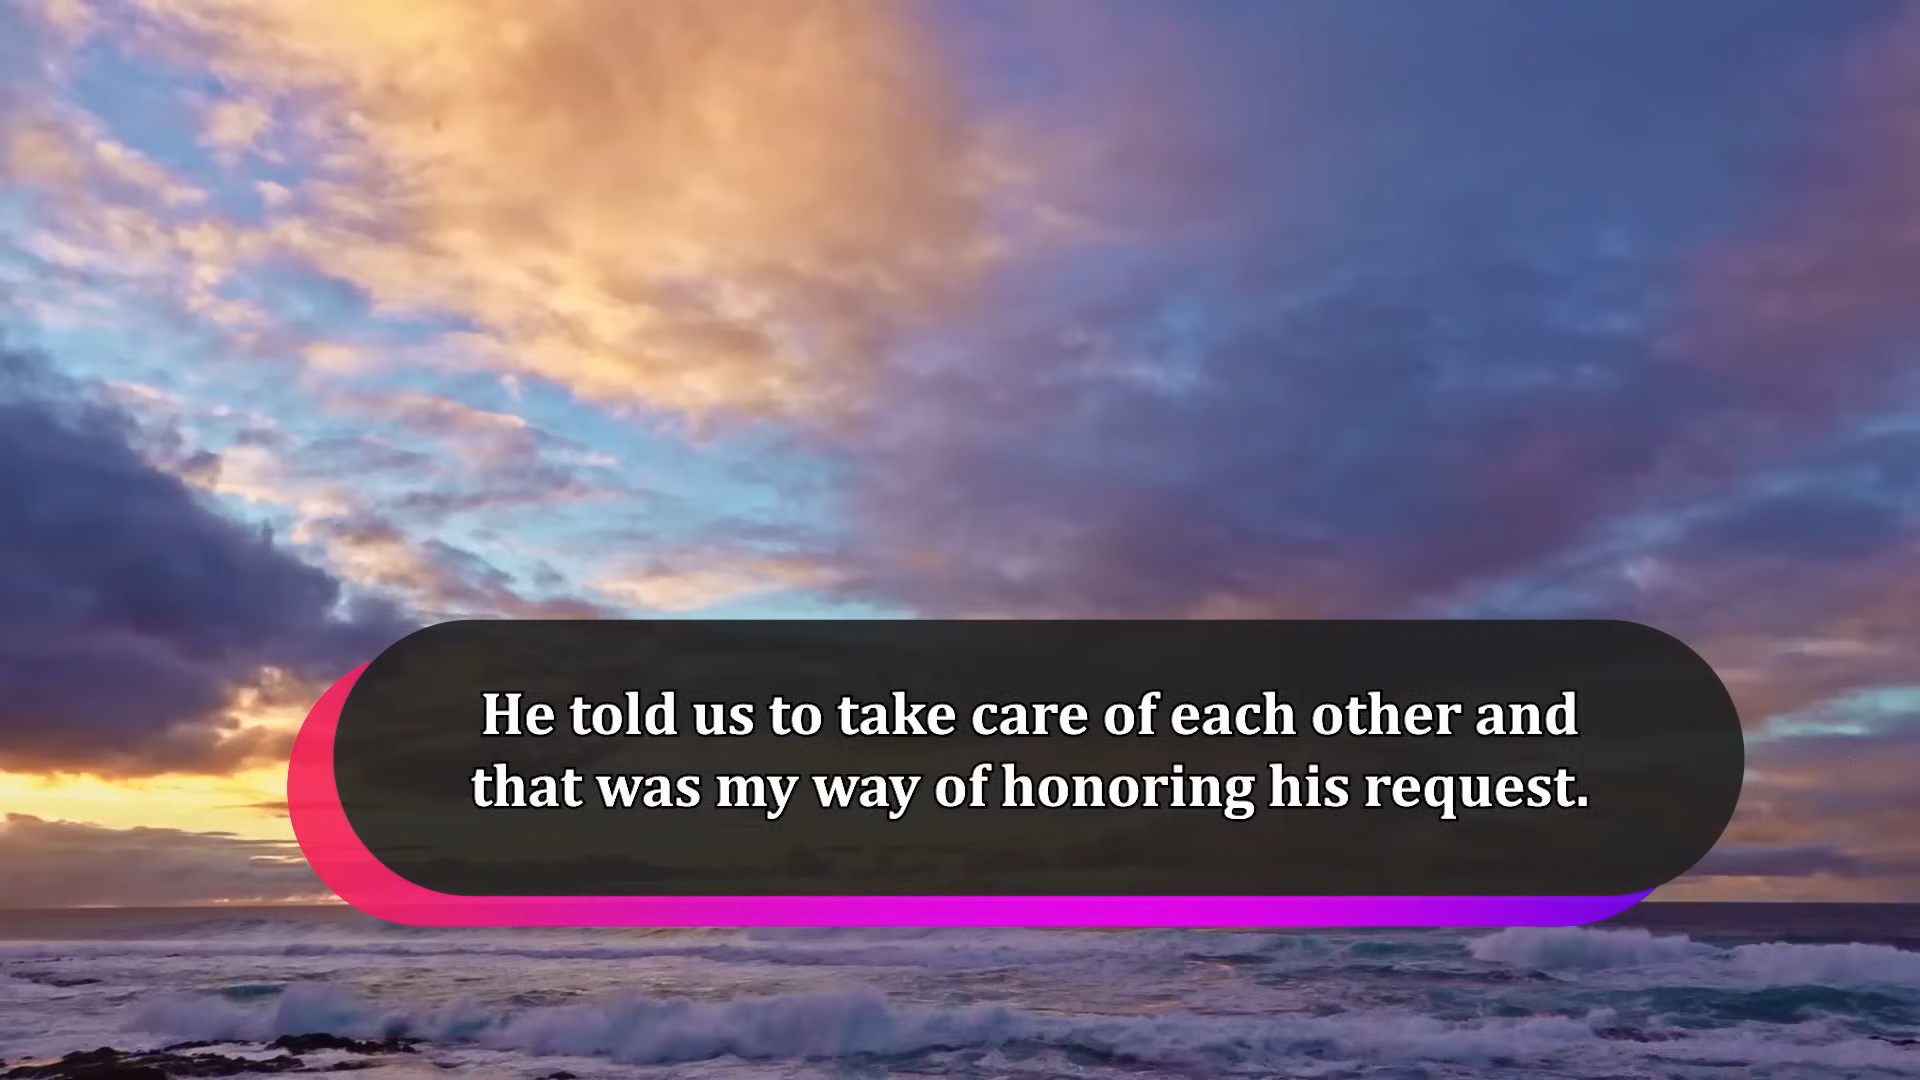 He told us to take care of each other and
that was my way of honoring his request.